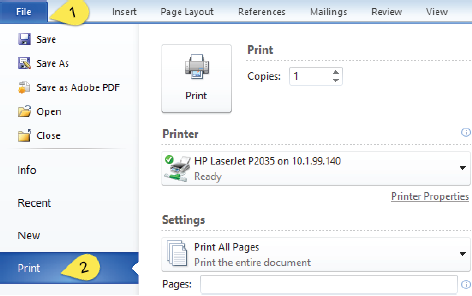 File 1 Insert Page Layout References Mailings Review View
Save
Save As
Save as Adobe PDF
Open
Close
Info
Recent
New
Print 2
Print
Print
Copies: 1
Printer
HP LaserJet P2035 on 10.1.99.140
Ready
Printer Properties
Settings
Print All Pages
Print the entire document
Pages: